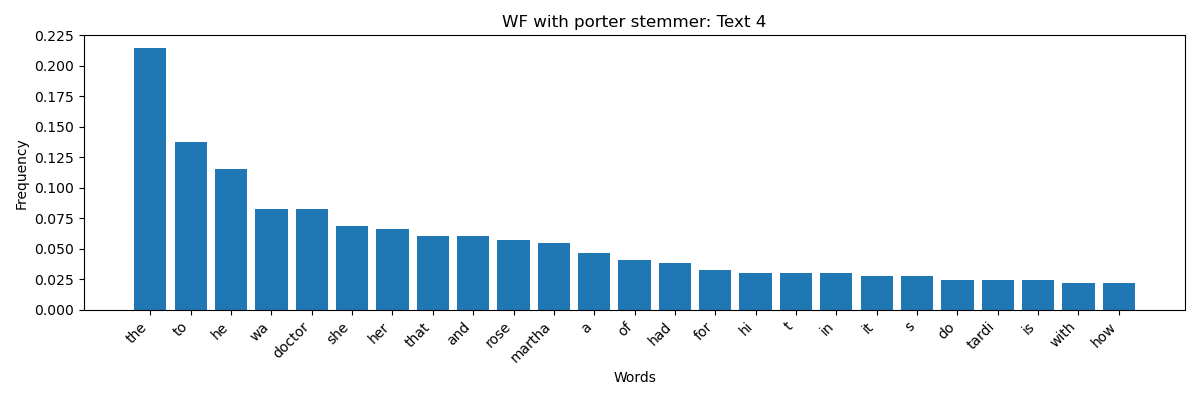 WF with porter stemmer: Text 4
Frequency
0.225
0.200
0.175
0.150
0.125
0.100
0.075
0.050
0.025
0.000
the
to
he
wa
doctor
she
her
that
and
rose
martha
a
of
had
for
hi
t
in
it
s
do
tardi
is
with
how
Words